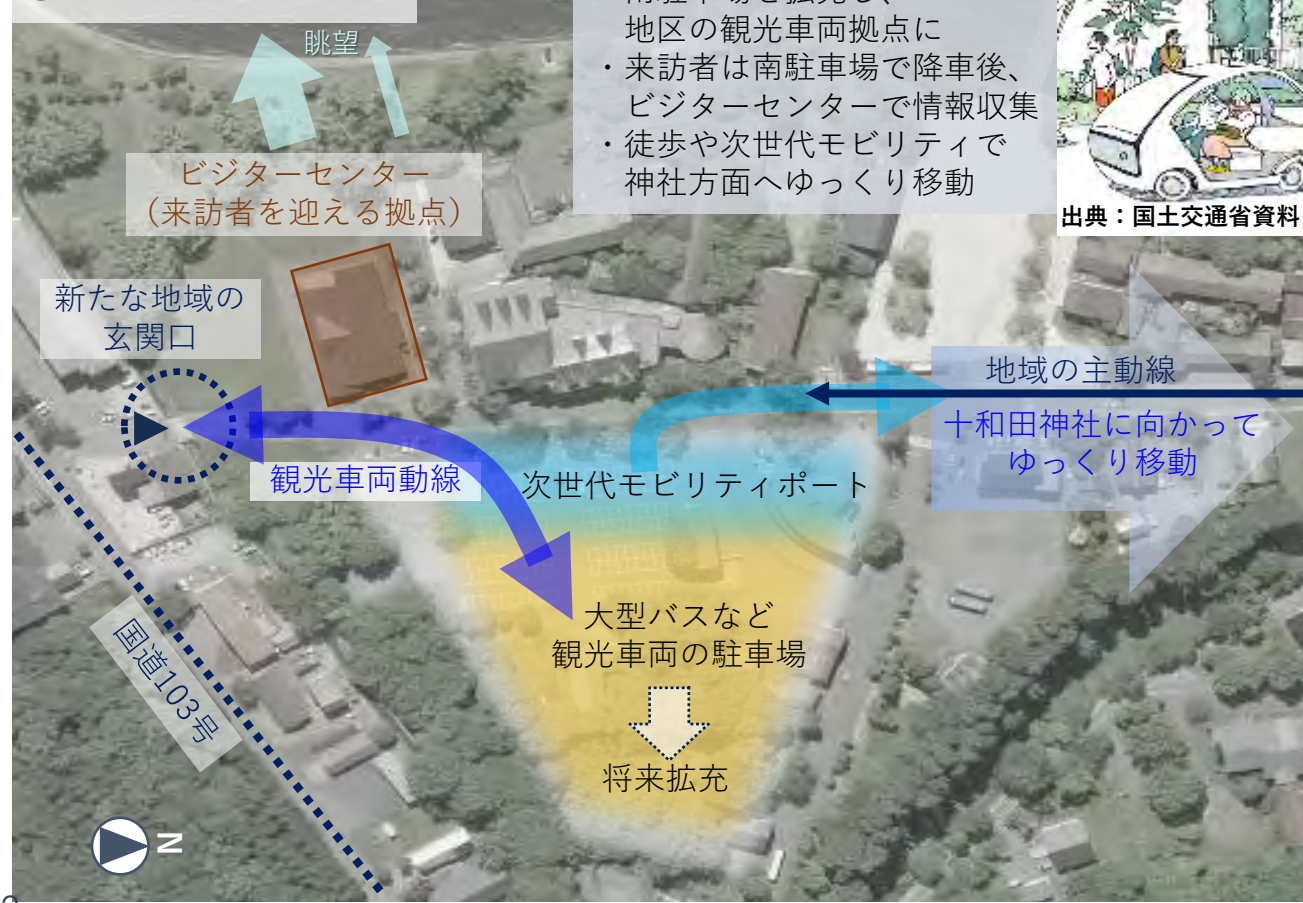 眺望
地区の観光車両拠点に
・来訪者は南駐車場で降車後、
ビジターセンターで情報収集
・徒歩や次世代モビリティで
神社方面へゆっくり移動
出典：国土交通省資料
ビジターセンター
（来訪者を迎える拠点）
新たな地域の
玄関口
地域の主動線
十和田神社に向かって
ゆっくり移動
観光車両動線
次世代モビリティポート
大型バスなど
観光車両の駐車場
将来拡充
国道103号
N